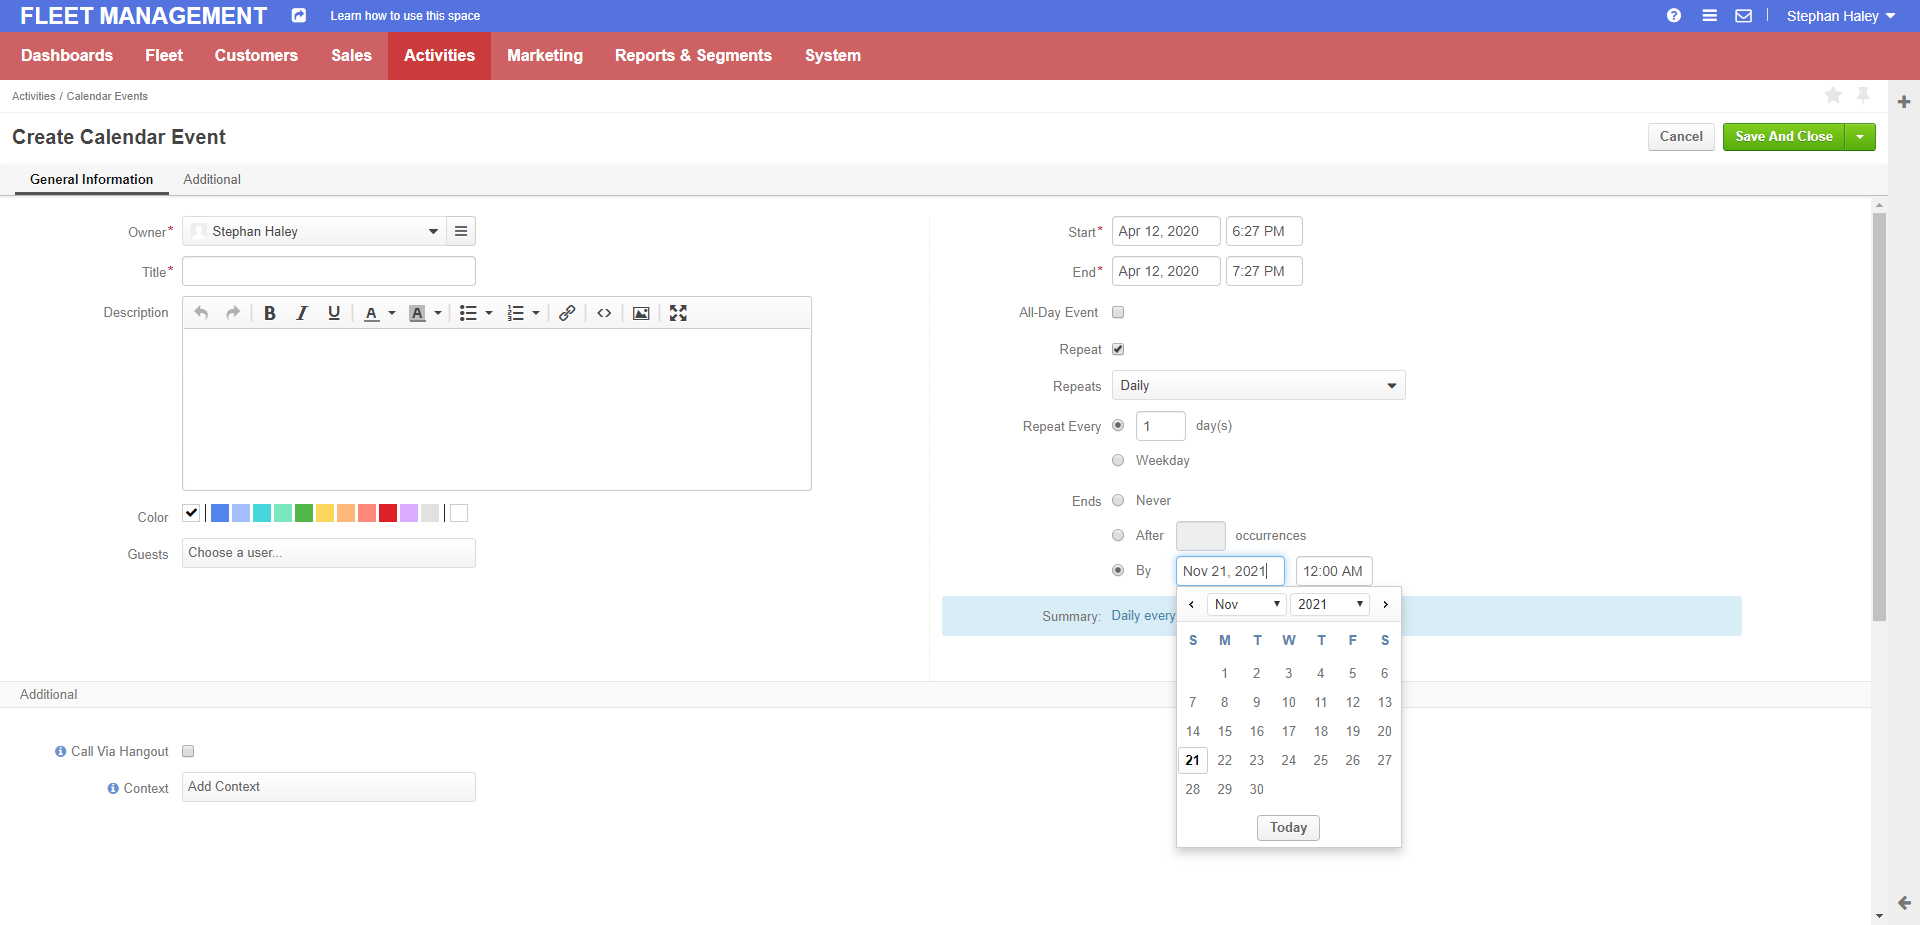 FLEET MANAGEMENT Learn how to use this space Stephan Haley
Dashboards Fleet Customers Sales Activities Marketing Reports & Segments System
Activities / Calendar Events
Create Calendar Event Cancel Save And Close
General Information Additional
Owner* Stephan Haley
Title*
Description
B I U A A
Color
Guests Choose a user...
Start* Apr 12, 2020 6:27 PM
End* Apr 12, 2020 7:27 PM
All-Day Event
Repeat
Repeats Daily
Repeat Every 1 day(s)
Weekday
Ends Never
After occurrences
By Nov 21, 2021 12:00 AM
Summary: Daily every
Nov 2021
S M T W T F S
1 2 3 4 5 6
7 8 9 10 11 12 13
14 15 16 17 18 19 20
21 22 23 24 25 26 27
28 29 30
Today
Additional
Call Via Hangout
Context Add Context